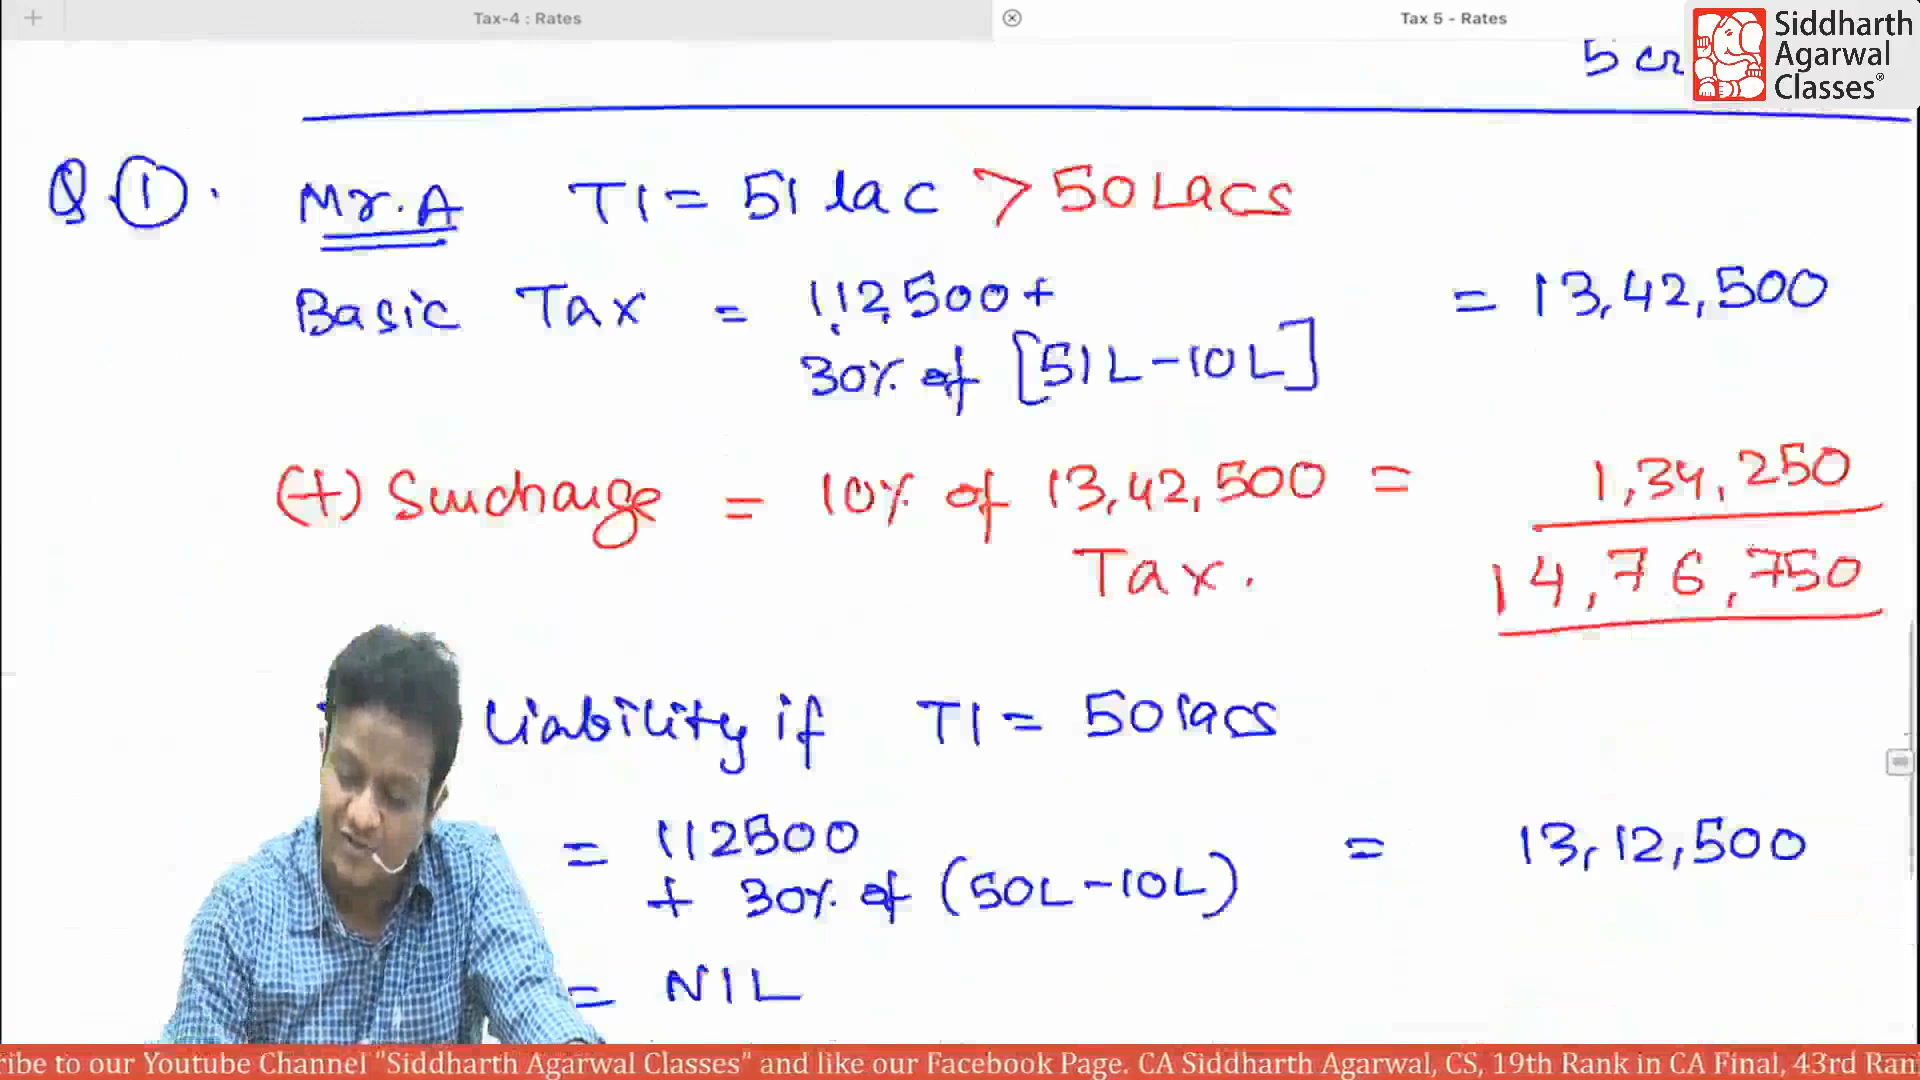 Tax-4 : Rates
Tax 5 - Rates
Siddharth
Agarwal
Classes®
5 cr
Q.① . Mr. A TI = 51 lac > 50 Lacs
Basic Tax = 112,500 + = 13,42,500
30% of [51L - 10L]
(+) Surcharge = 10% of 13,42,500 = 1,34,250
Tax. 14,76,750
Liability if TI = 50 lacs
= 112500 = 13,12,500
+ 30% of (50L - 10L)
= NIL
ribe to our Youtube Channel "Siddharth Agarwal Classes" and like our Facebook Page. CA Siddharth Agarwal, CS, 19th Rank in CA Final, 43rd Ran